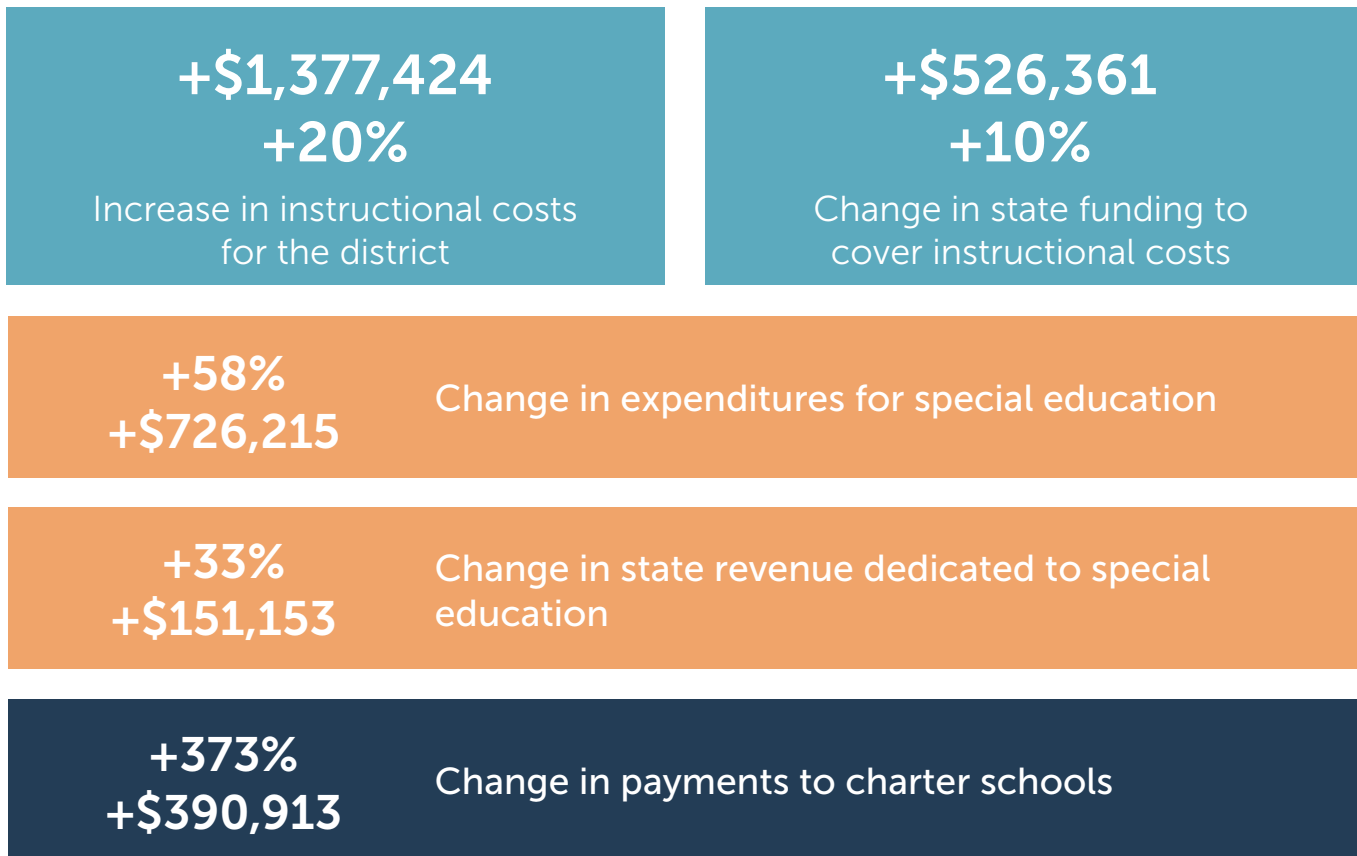 +$1,377,424
+20%
Increase in instructional costs
for the district
+$526,361
+10%
Change in state funding to
cover instructional costs
+58%
+$726,215
Change in expenditures for special education
+33%
+$151,153
Change in state revenue dedicated to special
education
+373%
+$390,913
Change in payments to charter schools